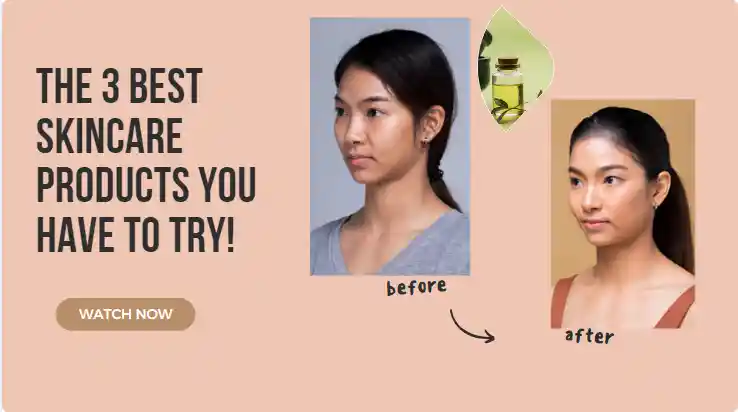 THE 3 BEST
SKINCARE
PRODUCTS YOU
HAVE TO TRY!
WATCH NOW
before
after